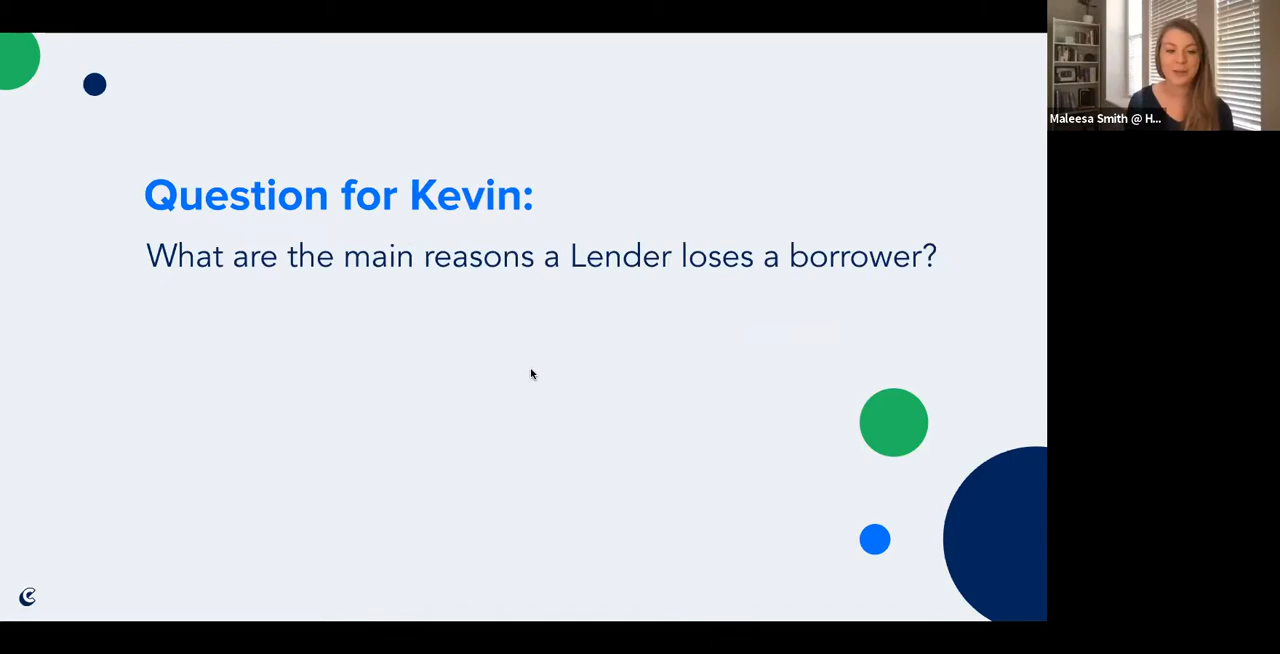 Question for Kevin:
What are the main reasons a Lender loses a borrower?
Maleesa Smith @ H...